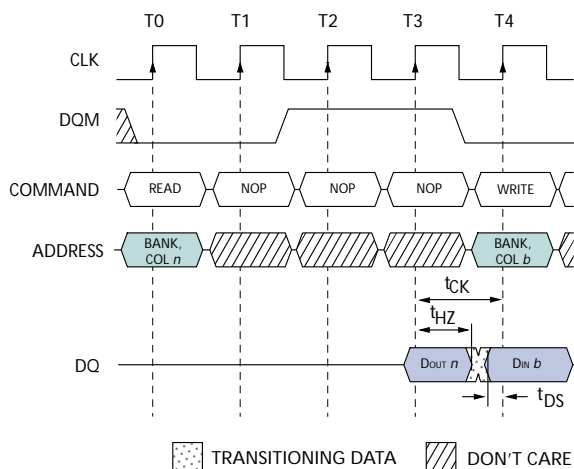 T0 T1 T2 T3 T4
CLK
DQM
COMMAND READ NOP NOP NOP WRITE
ADDRESS BANK, COL n BANK, COL b
tCK
tHZ
DQ DOUT n DIN b
tDS
TRANSITIONING DATA DON'T CARE